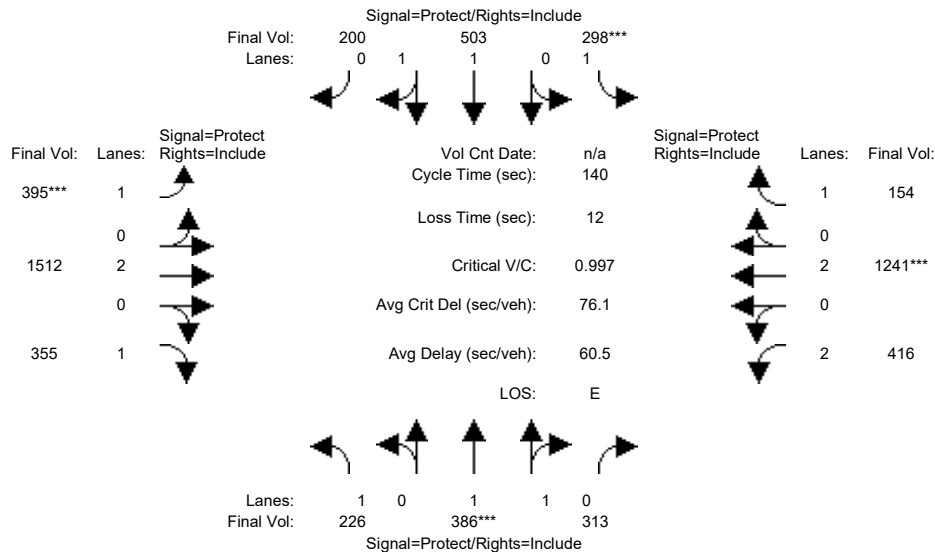 Signal=Protect/Rights=Include
Final Vol: 200 503 298***
Lanes: 0 1 1 0 1
Signal=Protect
Final Vol: Lanes: Rights=Include Vol Cnt Date: n/a Signal=Protect
Rights=Include Lanes: Final Vol:
Cycle Time (sec): 140
395*** 1 1 154
Loss Time (sec): 12
0 0
1512 2 Critical V/C: 0.997 2 1241***
0 Avg Crit Del (sec/veh): 76.1 0
355 1 Avg Delay (sec/veh): 60.5 2 416
LOS: E
Lanes: 1 0 1 1 0
Final Vol: 226 386*** 313
Signal=Protect/Rights=Include